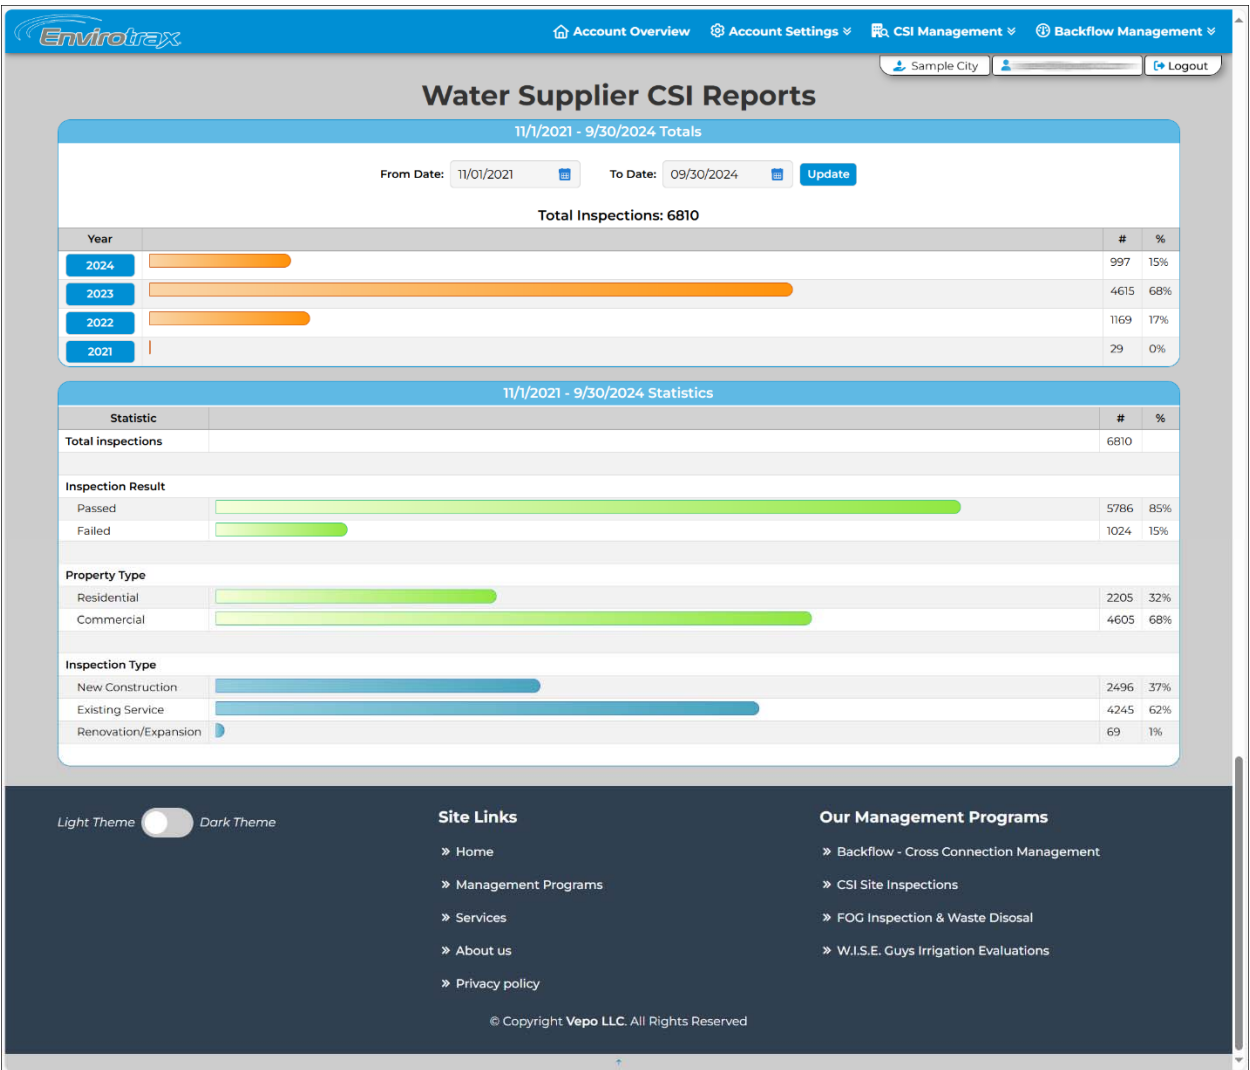 Envirotrax
Account Overview Account Settings CSI Management Backflow Management
Sample City Logout
Water Supplier CSI Reports
11/1/2021 - 9/30/2024 Totals
From Date: 11/01/2021 To Date: 09/30/2024 Update
Total Inspections: 6810
Year # %
2024 997 15%
2023 4615 68%
2022 1169 17%
2021 29 0%
11/1/2021 - 9/30/2024 Statistics
Statistic # %
Total inspections 6810
Inspection Result
Passed 5786 85%
Failed 1024 15%
Property Type
Residential 2205 32%
Commercial 4605 68%
Inspection Type
New Construction 2496 37%
Existing Service 4245 62%
Renovation/Expansion 69 1%
Light Theme Dark Theme
Site Links
» Home
» Management Programs
» Services
» About us
» Privacy policy
Our Management Programs
» Backflow - Cross Connection Management
» CSI Site Inspections
» FOG Inspection & Waste Disosal
» W.I.S.E. Guys Irrigation Evaluations
© Copyright Vepo LLC. All Rights Reserved